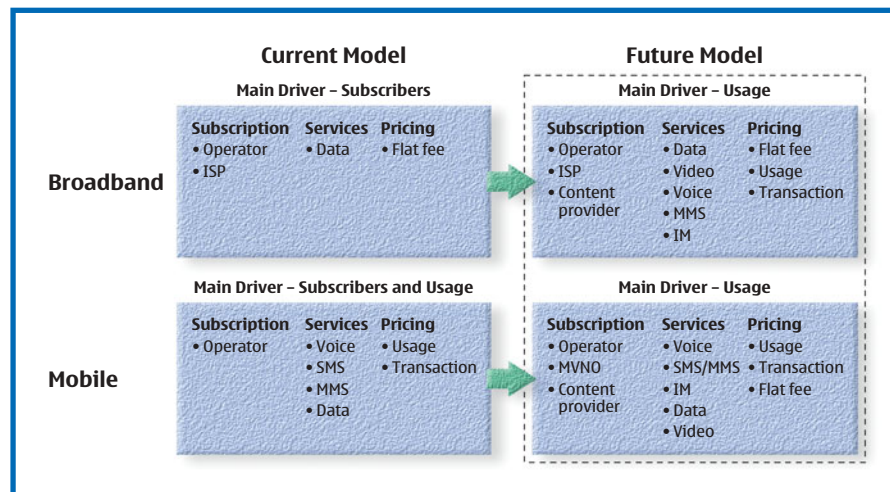 Current Model
Future Model
Broadband
Main Driver – Subscribers
Subscription
• Operator
• ISP
Services
• Data
Pricing
• Flat fee
Main Driver – Usage
Subscription
• Operator
• ISP
• Content
provider
Services
• Data
• Video
• Voice
• MMS
• IM
Pricing
• Flat fee
• Usage
• Transaction
Mobile
Main Driver – Subscribers and Usage
Subscription
• Operator
Services
• Voice
• SMS
• MMS
• Data
Pricing
• Usage
• Transaction
Main Driver – Usage
Subscription
• Operator
• MVNO
• Content
provider
Services
• Voice
• SMS/MMS
• IM
• Data
• Video
Pricing
• Usage
• Transaction
• Flat fee